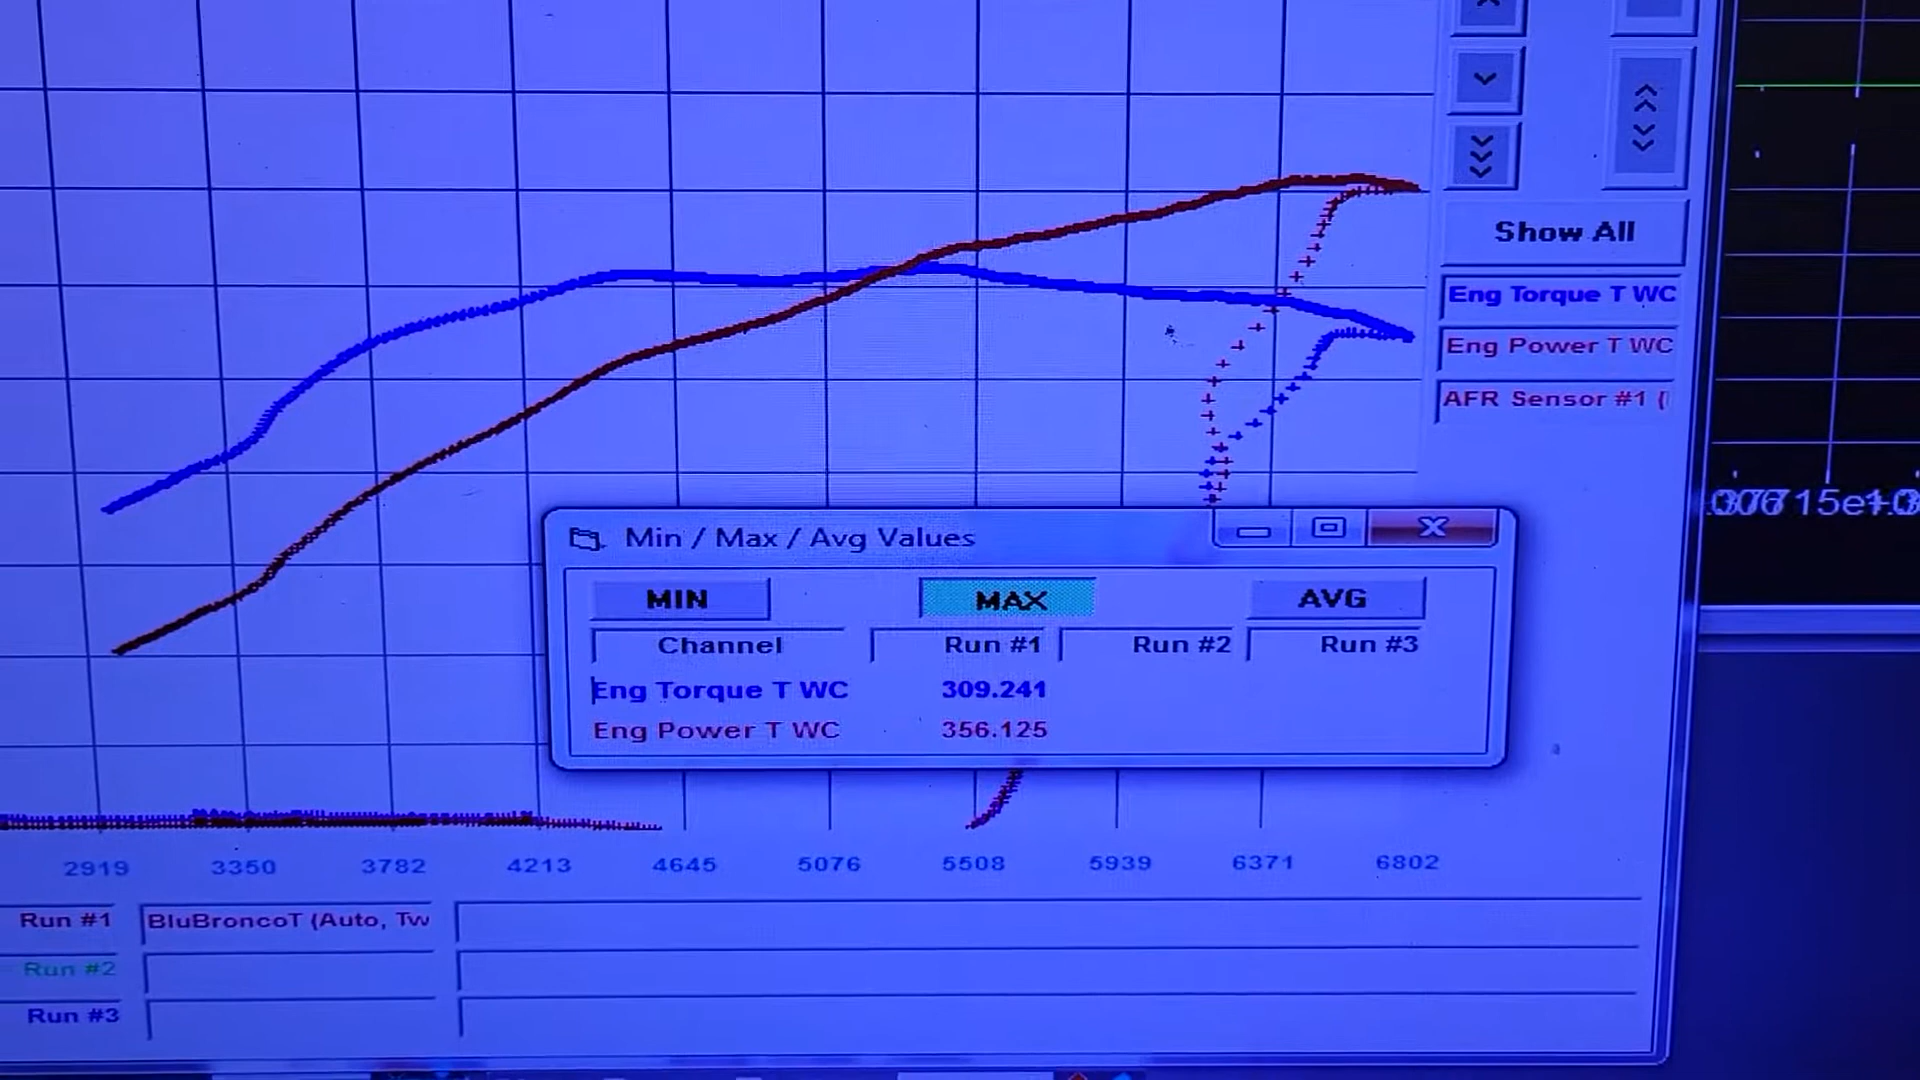 Show All
Eng Torque T WC
Eng Power T WC
AFR Sensor #1 (
Min / Max / Avg Values
MIN MAX AVG
Channel Run #1 Run #2 Run #3
Eng Torque T WC 309.241
Eng Power T WC 356.125
2919 3350 3782 4213 4645 5076 5508 5939 6371 6802
Run #1 BluBroncoT (Auto, Tw
Run #2
Run #3